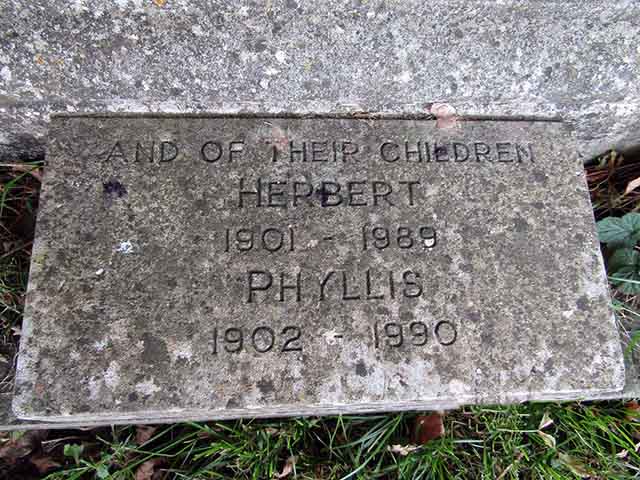 AND OF THEIR CHILDREN
HERBERT
1901 - 1989
PHYLLIS
1902 - 1990